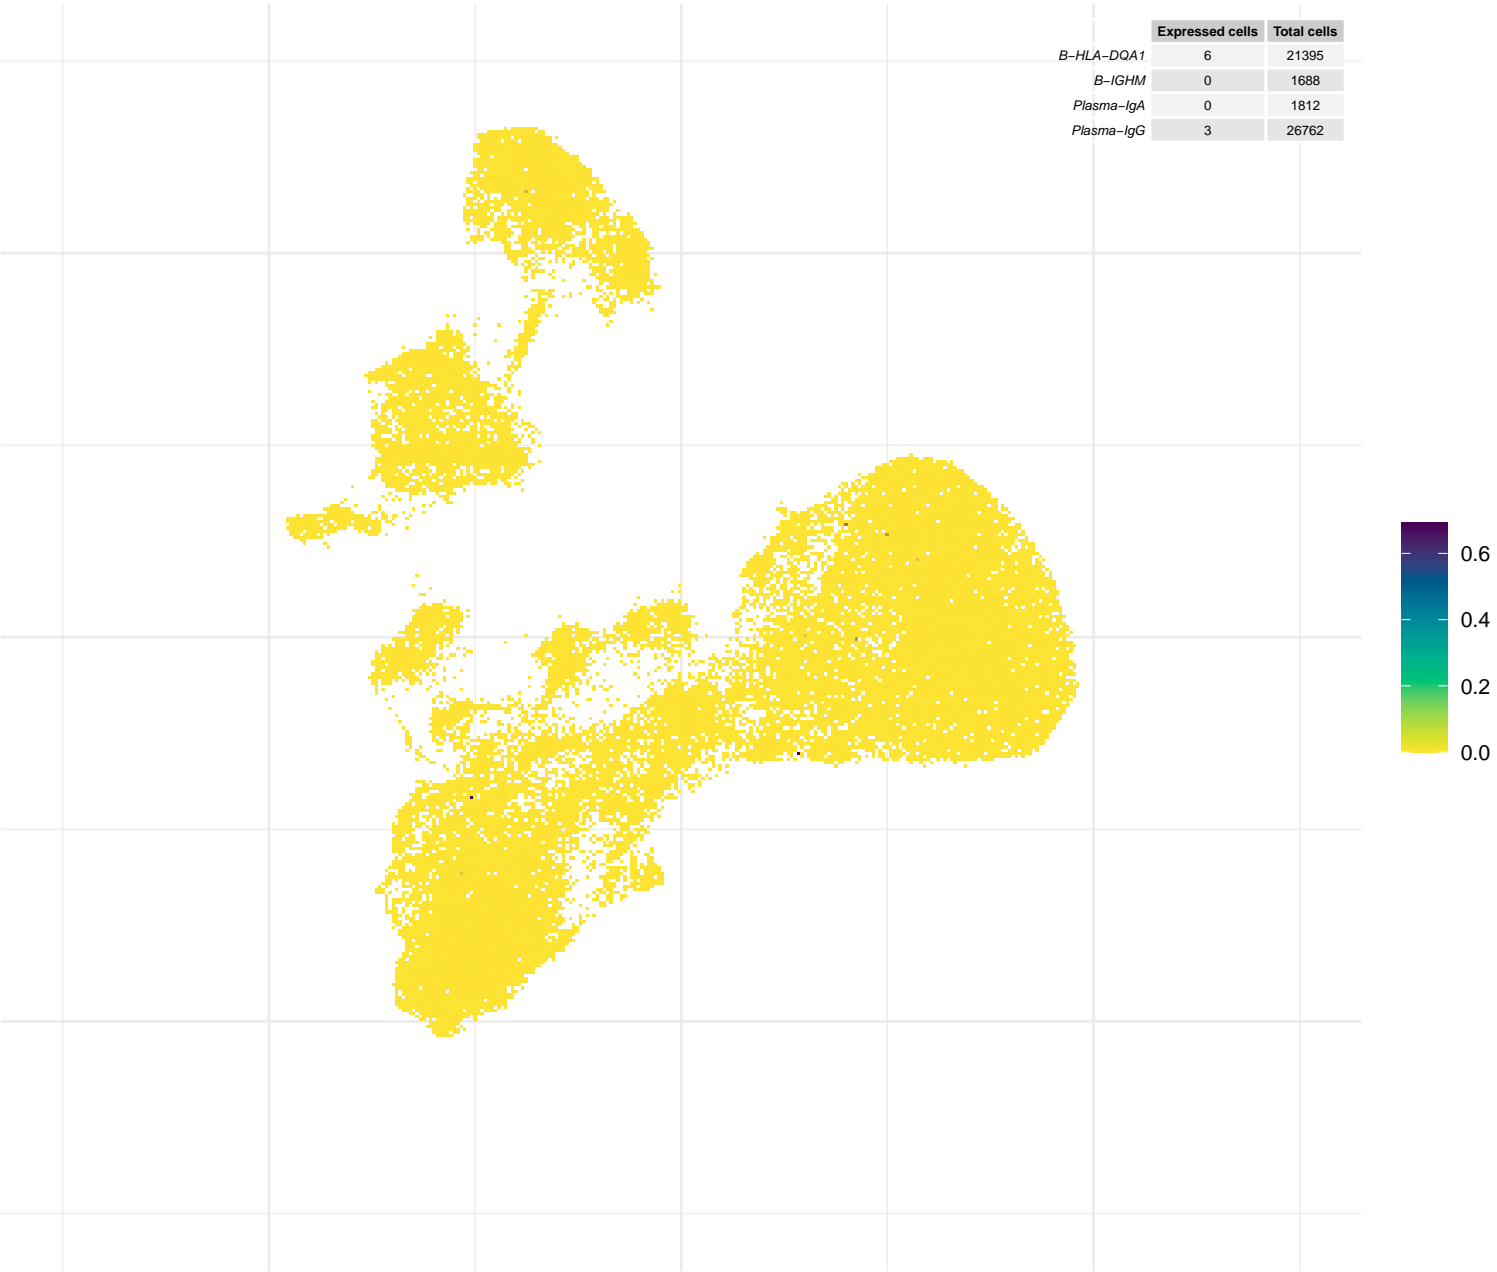 Expressed cells Total cells
B−HLA−DQA1 6 21395
B−IGHM 0 1688
Plasma−IgA 0 1812
Plasma−IgG 3 26762
0.6
0.4
0.2
0.0